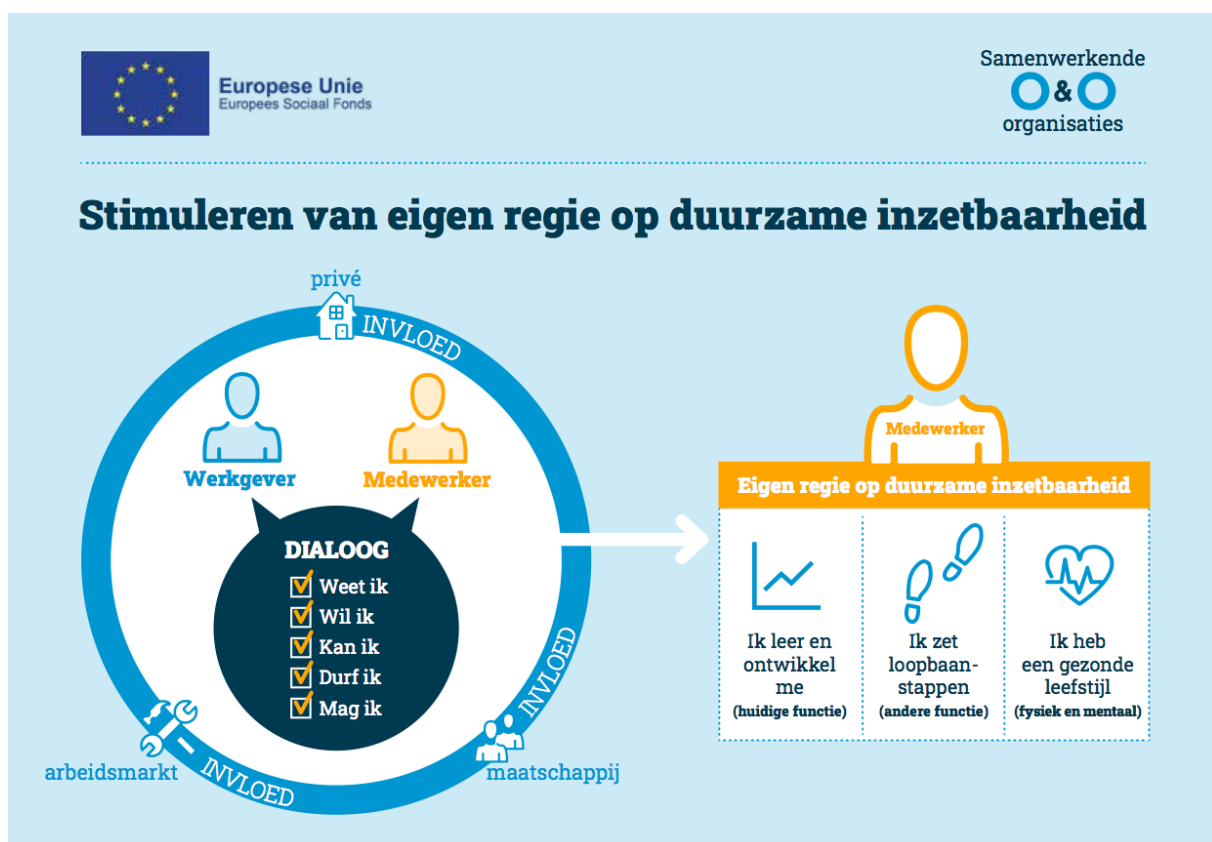 Europese Unie
Europees Sociaal Fonds
Samenwerkende
O & O
organisaties
Stimuleren van eigen regie op duurzame inzetbaarheid
privé
INVLOED
Werkgever
Medewerker
DIALOOG
Weet ik
Wil ik
Kan ik
Durf ik
Mag ik
INVLOED
maatschappij
INVLOED
arbeidsmarkt
Medewerker
Eigen regie op duurzame inzetbaarheid
Ik leer en
ontwikkel
me
(huidige functie)
Ik zet
loopbaan-
stappen
(andere functie)
Ik heb
een gezonde
leefstijl
(fysiek en mentaal)